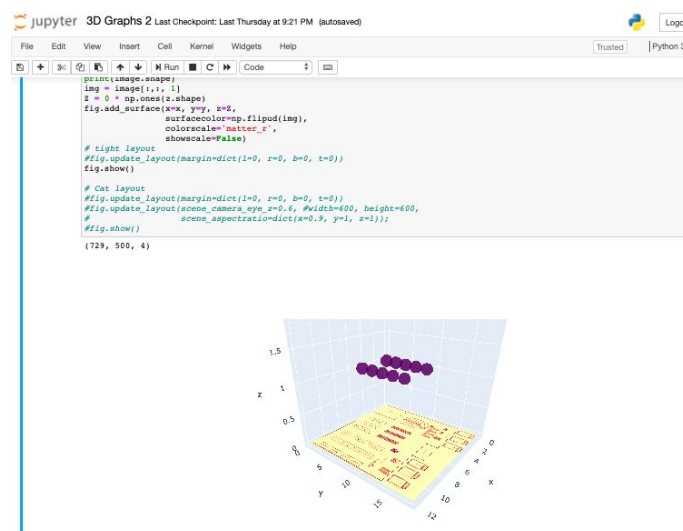 jupyter 3D Graphs 2 Last Checkpoint: Last Thursday at 9:21 PM (autosaved)
File Edit View Insert Cell Kernel Widgets Help Trusted Python
Run Code
print(image.shape)
img = image[:,:, 1]
Z = 0 * np.ones(z.shape)
fig.add_surface(x=x, y=y, z=Z,
surfacecolor=np.flipud(img),
colorscale='matter_r',
showscale=False)
# tight layout
#fig.update_layout(margin=dict(l=0, r=0, b=0, t=0))
fig.show()
# Cat layout
#fig.update_layout(margin=dict(l=0, r=0, b=0, t=0))
#fig.update_layout(scene_camera_eye_z=0.6, #width=600, height=600,
# scene_aspectratio=dict(x=0.9, y=1, z=1));
#fig.show()
(729, 500, 4)
1.5
z 1
0.5
0 0 0
5 2
4
y 10 6 x
8
15 10
12